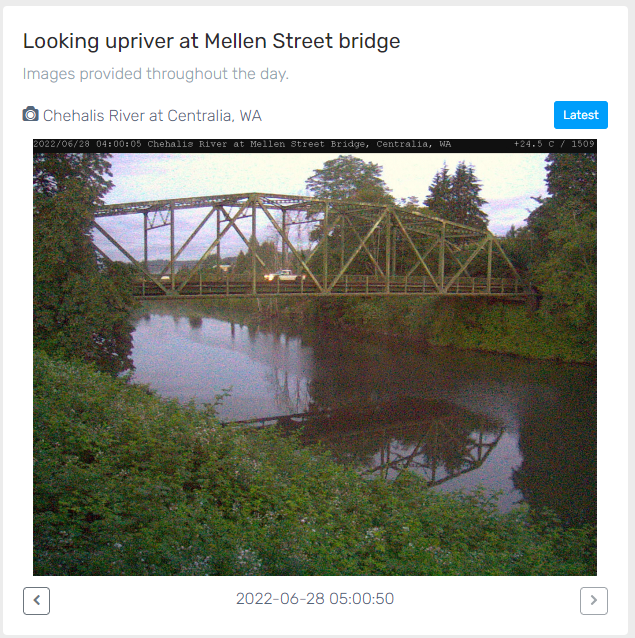 Looking upriver at Mellen Street bridge
Images provided throughout the day.
Chehalis River at Centralia, WA
Latest
2022/06/28 04:00:05 Chehalis River at Mellen Street Bridge, Centralia, WA +24.5 C / 1509
2022-06-28 05:00:50